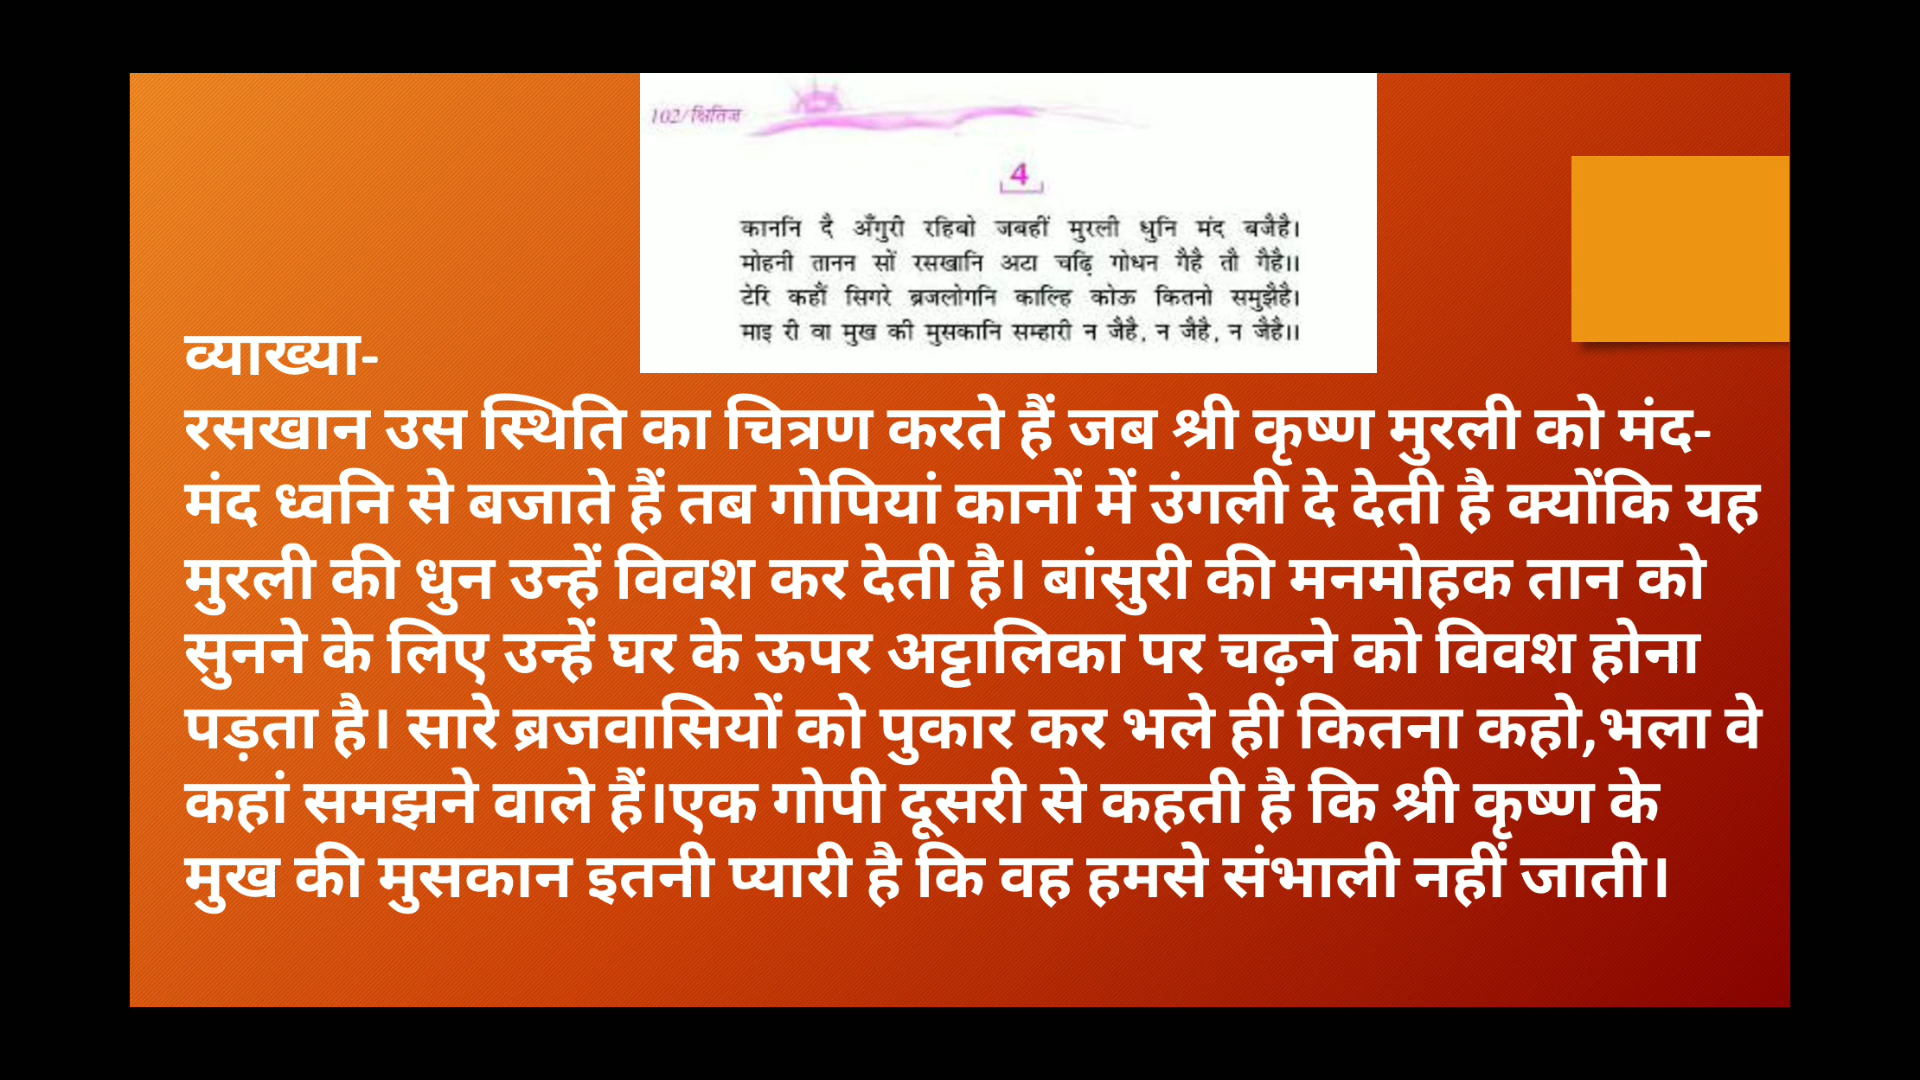 102/क्षितिज
4
काननि दै अँगुरी रहिबो जबहीं मुरली धुनि मंद बजैहै।
मोहनी तानन सों रसखानि अटा चढ़ि गोधन गैहै तौ गैहै।।
टेरि कहौं सिगरे ब्रजलोगनि काल्हि कोऊ कितनो समुझैहै।
माइ री वा मुख की मुसकानि सम्हारी न जैहै, न जैहै, न जैहै।।
व्याख्या-
रसखान उस स्थिति का चित्रण करते हैं जब श्री कृष्ण मुरली को मंद-
मंद ध्वनि से बजाते हैं तब गोपियां कानों में उंगली दे देती है क्योंकि यह
मुरली की धुन उन्हें विवश कर देती है। बांसुरी की मनमोहक तान को
सुनने के लिए उन्हें घर के ऊपर अट्टालिका पर चढ़ने को विवश होना
पड़ता है। सारे ब्रजवासियों को पुकार कर भले ही कितना कहो,भला वे
कहां समझने वाले हैं।एक गोपी दूसरी से कहती है कि श्री कृष्ण के
मुख की मुसकान इतनी प्यारी है कि वह हमसे संभाली नहीं जाती।